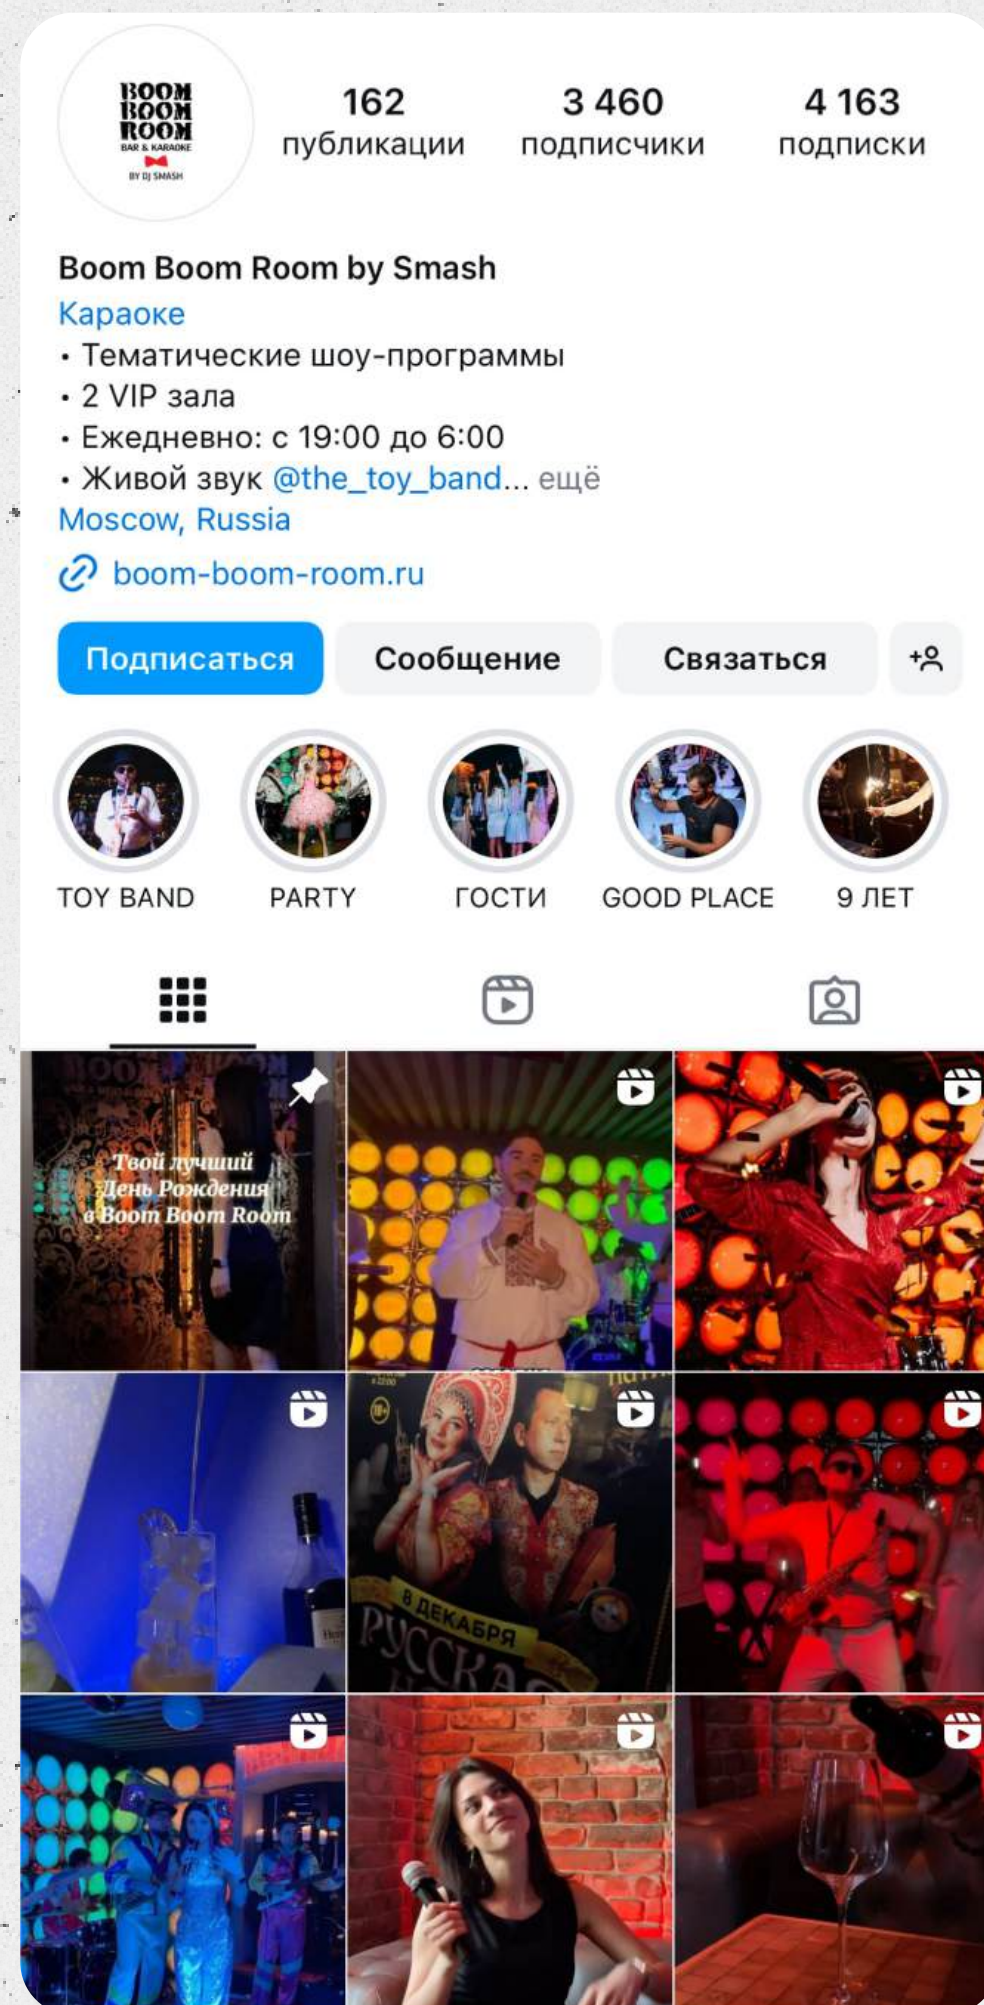 BOOM
BOOM
ROOM
BAR & KARAOKE
BY DJ SMASH
162
публикации
3 460
подписчики
4 163
подписки
Boom Boom Room by Smash
Караоке
• Тематические шоу-программы
• 2 VIP зала
• Ежедневно: с 19:00 до 6:00
• Живой звук @the_toy_band... ещё
Moscow, Russia
boom-boom-room.ru
Подписаться
Сообщение
Связаться
TOY BAND
PARTY
ГОСТИ
GOOD PLACE
9 ЛЕТ
Твой лучший
День Рождения
в Boom Boom Room
18+
8 ДЕКАБРЯ
РУССКАЯ